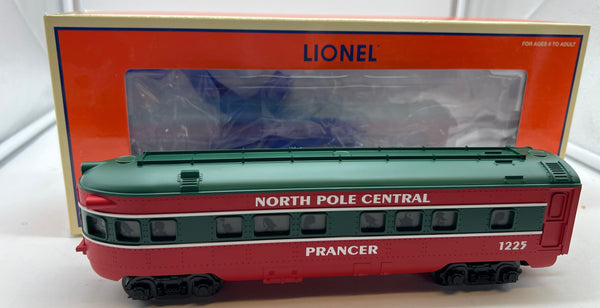 LIONEL
FOR AGES 8 TO ADULT
NORTH POLE CENTRAL
PRANCER
1225